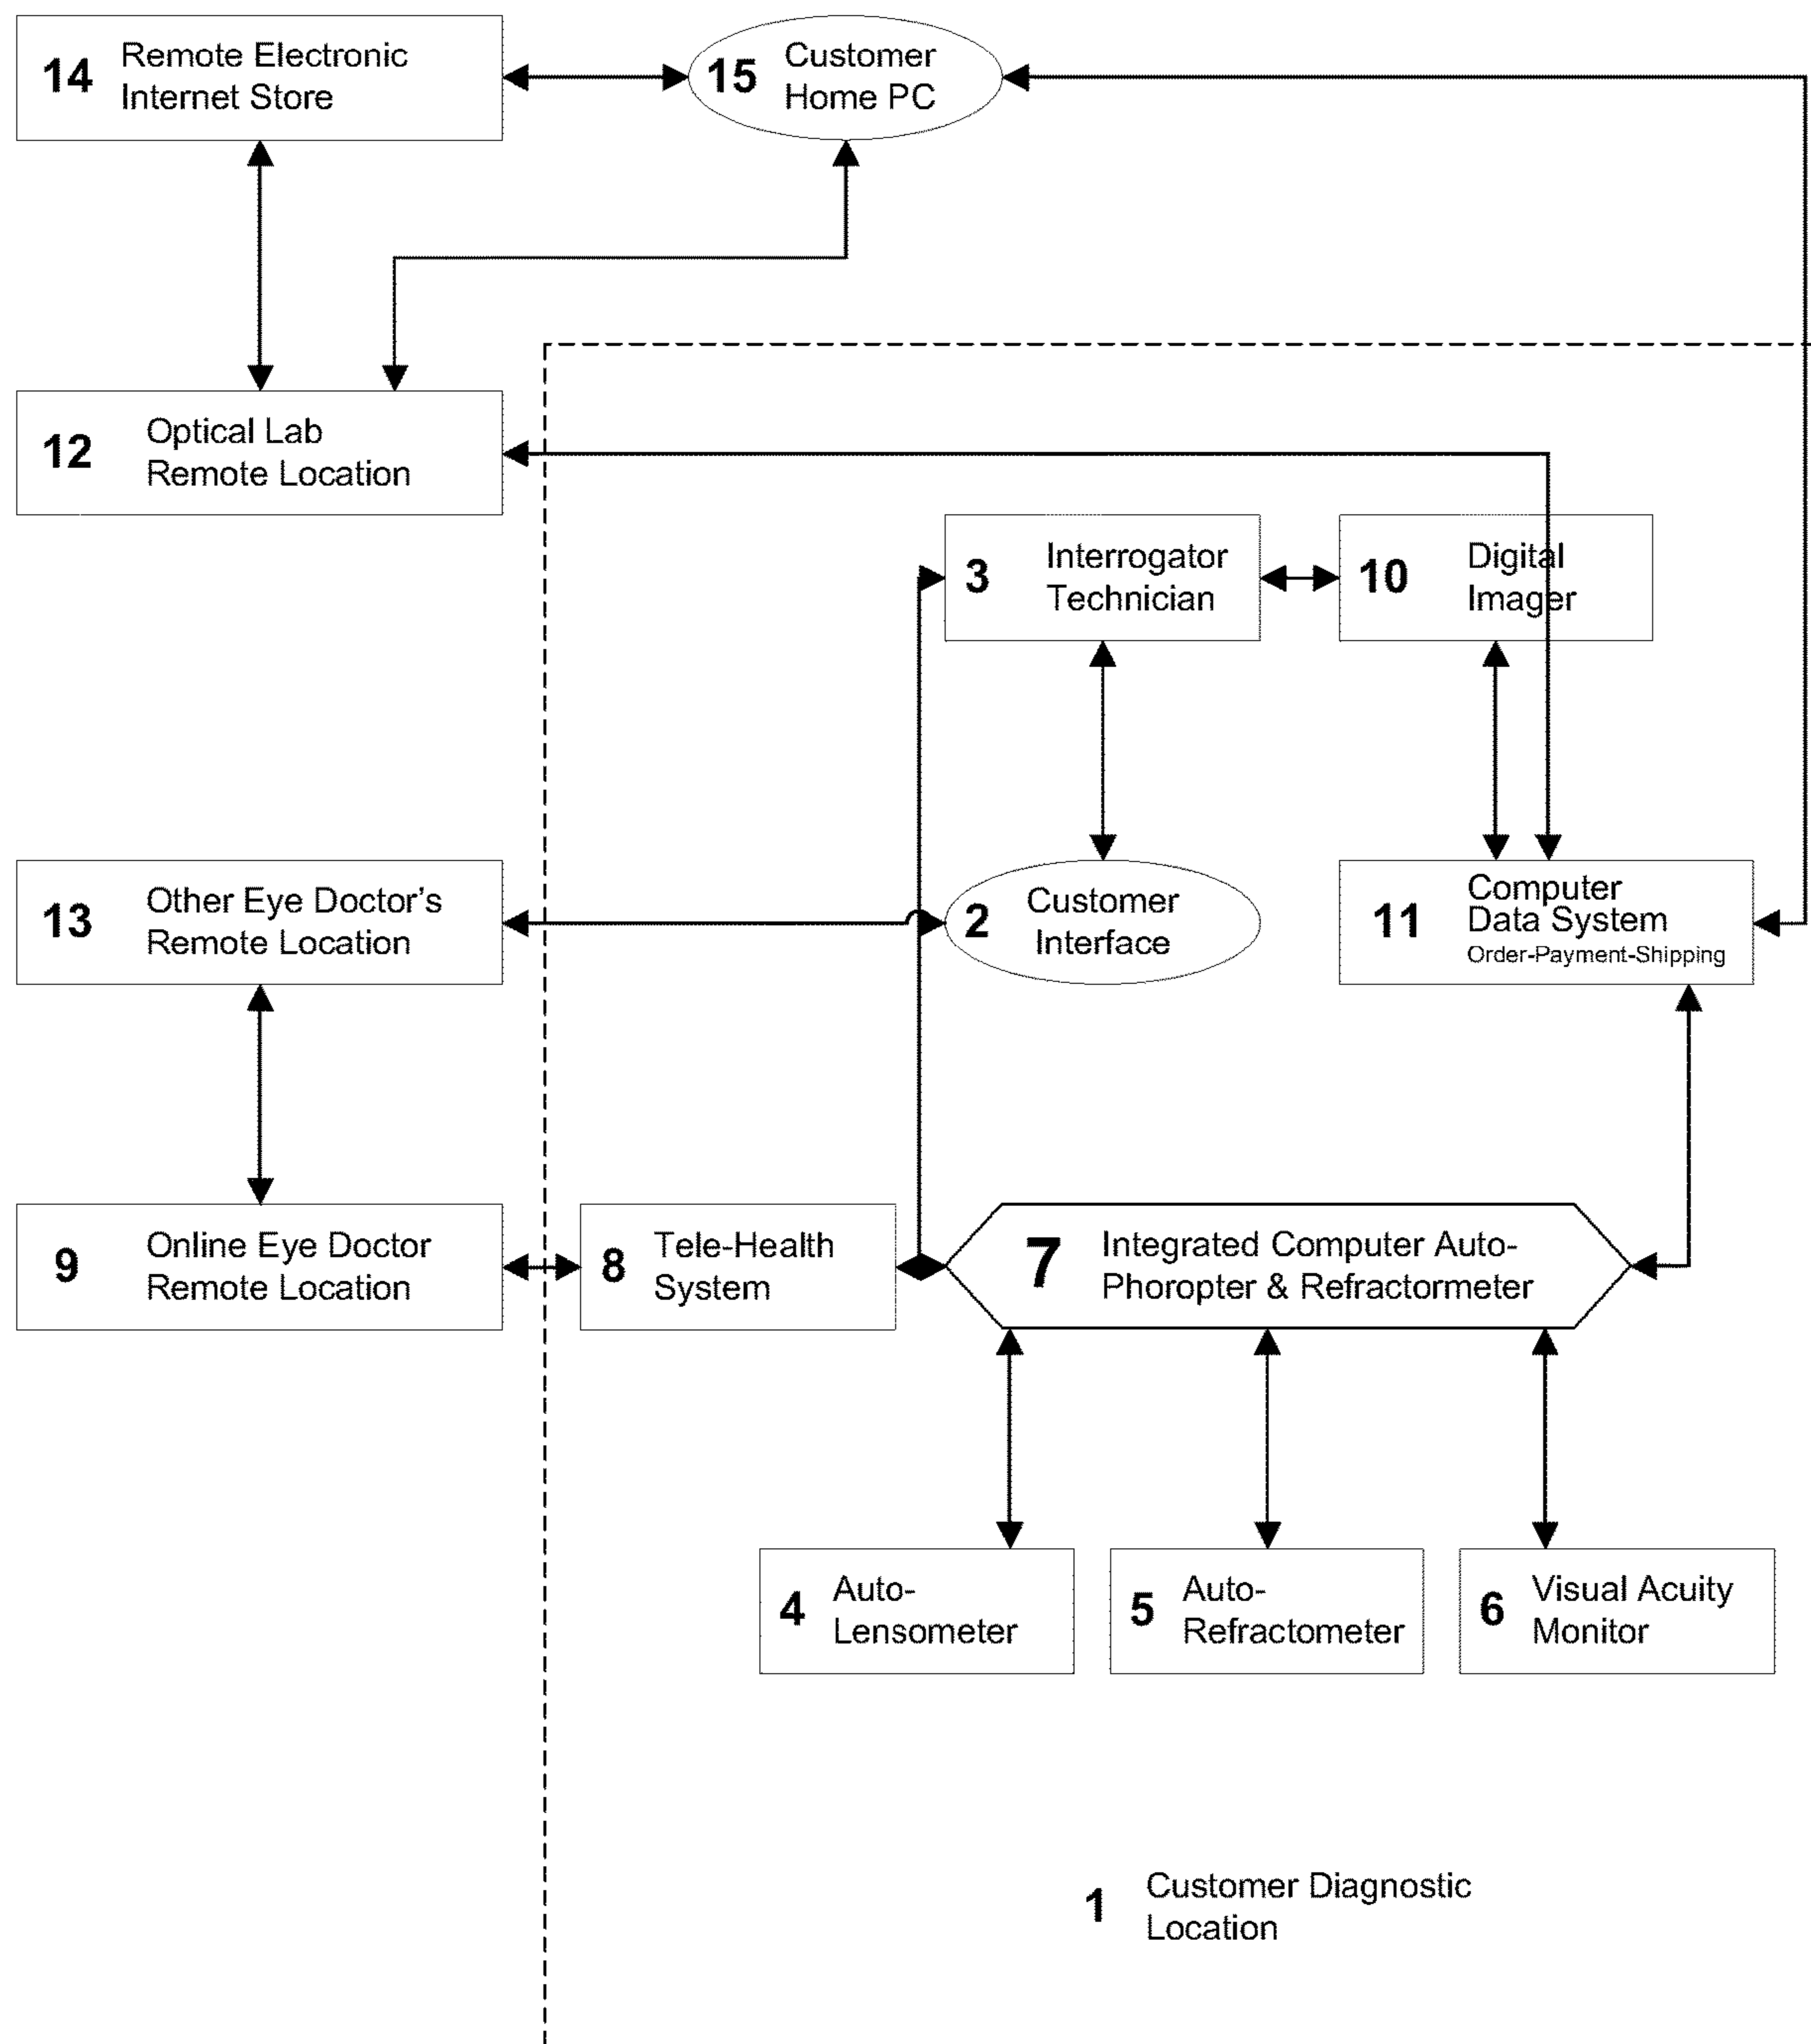 14 Remote Electronic
Internet Store
15 Customer
Home PC
12 Optical Lab
Remote Location
3 Interrogator
Technician
10 Digital
Imager
13 Other Eye Doctor's
Remote Location
2 Customer
Interface
11 Computer
Data System
Order-Payment-Shipping
9 Online Eye Doctor
Remote Location
8 Tele-Health
System
7 Integrated Computer Auto-
Phoropter & Refractormeter
4 Auto-
Lensometer
5 Auto-
Refractometer
6 Visual Acuity
Monitor
1 Customer Diagnostic
Location